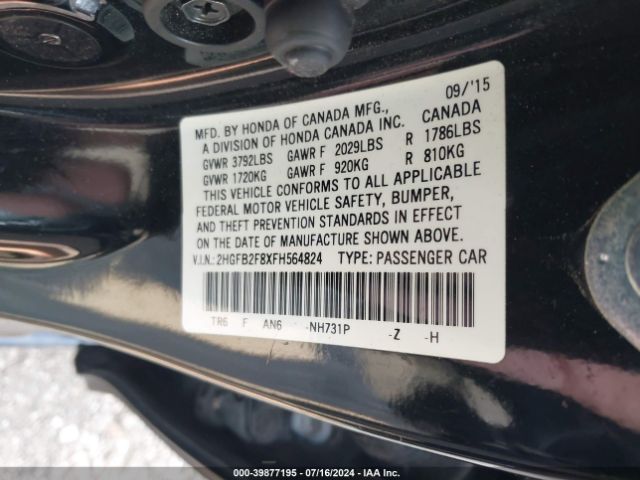 09/'15
MFD. BY HONDA OF CANADA MFG.,
A DIVISION OF HONDA CANADA INC. CANADA
GVWR 3792LBS GAWR F 2029LBS R 1786LBS
GVWR 1720KG GAWR F 920KG R 810KG
THIS VEHICLE CONFORMS TO ALL APPLICABLE
FEDERAL MOTOR VEHICLE SAFETY, BUMPER,
AND THEFT PREVENTION STANDARDS IN EFFECT
ON THE DATE OF MANUFACTURE SHOWN ABOVE.
V.I.N.: 2HGFB2F8XFH564824 TYPE: PASSENGER CAR
TR6 F AN6 -NH731P -Z -H
000-39877195 - 07/16/2024 - IAA Inc.